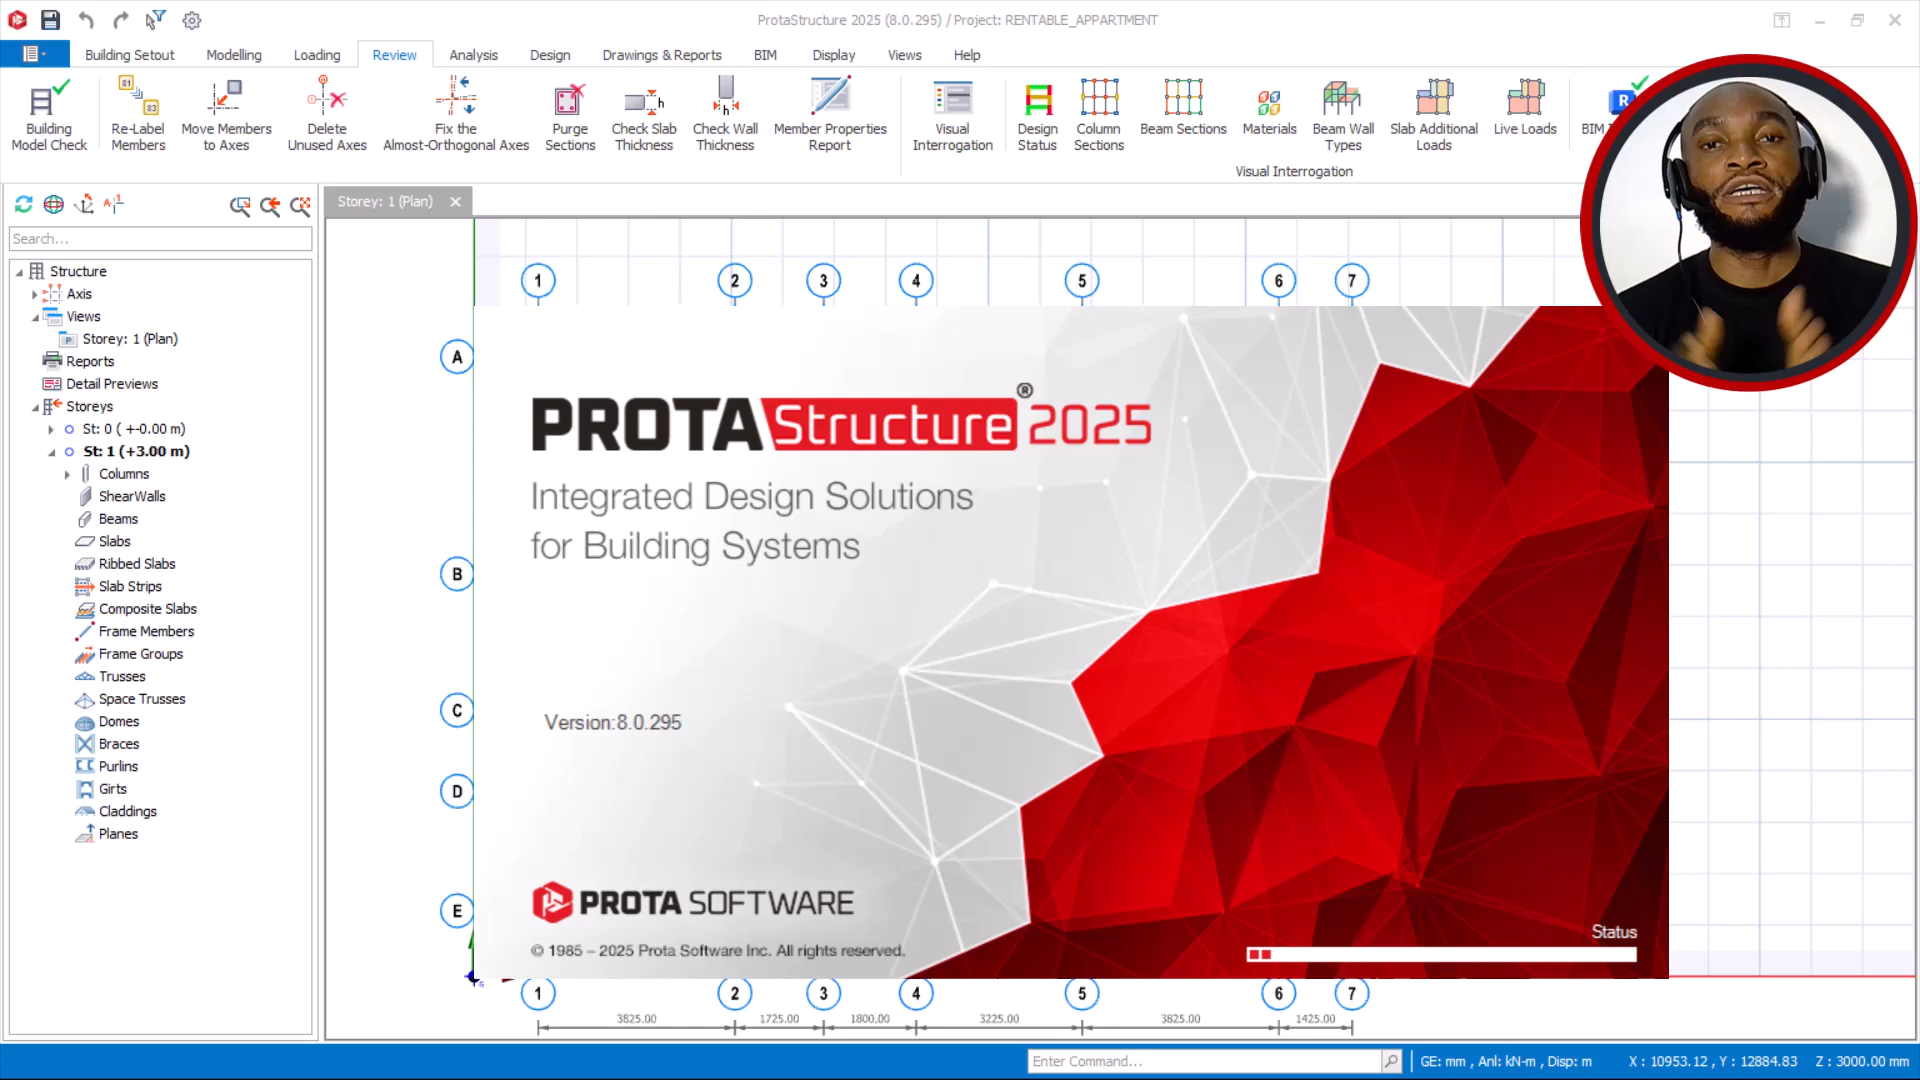 ProtaStructure 2025 (8.0.295) / Project: RENTABLE_APPARTMENT
Building Setout Modelling Loading Review Analysis Design Drawings & Reports BIM Display Views Help
Building Model Check
Re-Label Members
Move Members to Axes
Delete Unused Axes
Fix the Almost-Orthogonal Axes
Purge Sections
Check Slab Thickness
Check Wall Thickness
Member Properties Report
Visual Interrogation
Design Status
Column Sections
Beam Sections
Materials
Beam Wall Types
Slab Additional Loads
Live Loads
BIM
Visual Interrogation
Storey: 1 (Plan)
Search...
Structure
Axis
Views
Storey: 1 (Plan)
Reports
Detail Previews
Storeys
St: 0 ( +-0.00 m)
St: 1 (+3.00 m)
Columns
ShearWalls
Beams
Slabs
Ribbed Slabs
Slab Strips
Composite Slabs
Frame Members
Frame Groups
Trusses
Space Trusses
Domes
Braces
Purlins
Girts
Claddings
Planes
1 2 3 4 5 6 7
A
B
C
D
E
PROTAStructure® 2025
Integrated Design Solutions
for Building Systems
Version:8.0.295
PROTA SOFTWARE
© 1985 – 2025 Prota Software Inc. All rights reserved.
Status
1 2 3 4 5 6 7
3825.00 1725.00 1800.00 3225.00 3825.00 1425.00
Enter Command...
GE: mm , Anl: kN-m , Disp: m
X : 10953.12 , Y : 12884.83
Z : 3000.00 mm